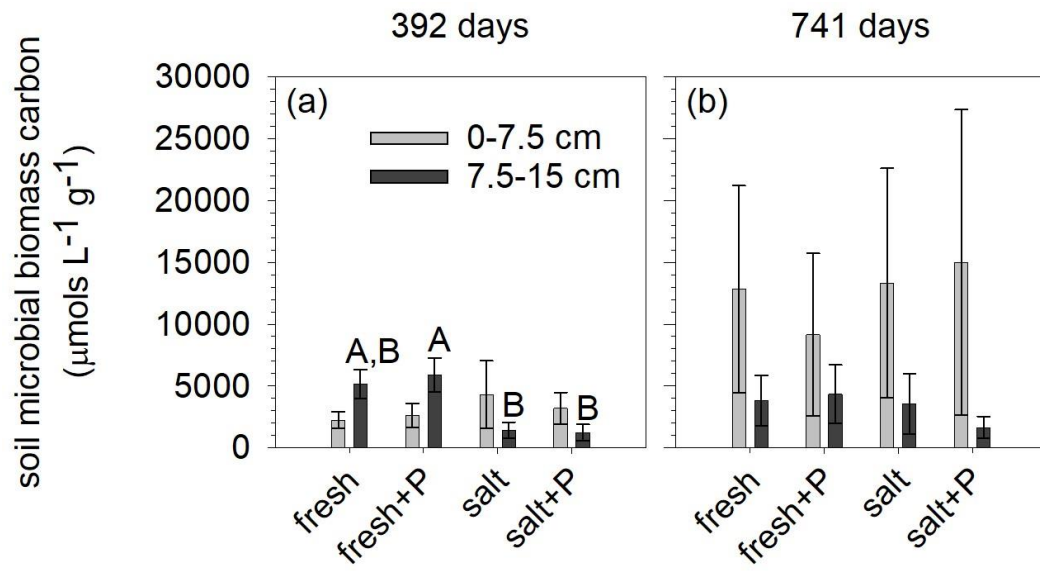 392 days
741 days
soil microbial biomass carbon
(μmols L-1 g-1)
30000
25000
20000
15000
10000
5000
0
(a)
0-7.5 cm
7.5-15 cm
A,B
A
B
B
fresh
fresh+P
salt
salt+P
(b)
fresh
fresh+P
salt
salt+P